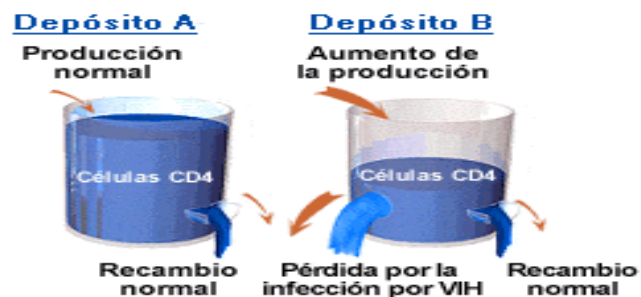 Depósito A
Producción
normal
Células CD4
Recambio
normal
Depósito B
Aumento de
la producción
Células CD4
Pérdida por la
infección por VIH
Recambio
normal